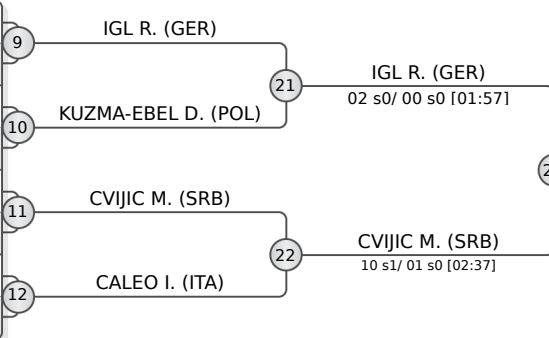 9
IGL R. (GER)
10
KUZMA-EBEL D. (POL)
21
IGL R. (GER)
02 s0/ 00 s0 [01:57]
11
CVIJIC M. (SRB)
12
CALEO I. (ITA)
22
CVIJIC M. (SRB)
10 s1/ 01 s0 [02:37]